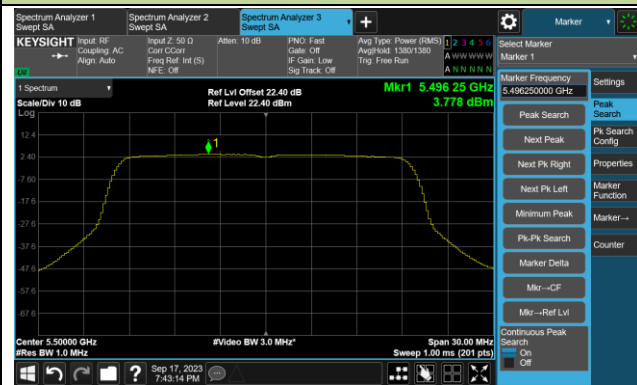 Spectrum Analyzer 1
Swept SA
Spectrum Analyzer 2
Swept SA
Spectrum Analyzer 3
Swept SA
Marker
KEYSIGHT
Input: RF
Coupling: AC
Align: Auto
Input Z: 50 Ω
Corr CCorr
Freq Ref: Int (S)
NFE: Off
Atten: 10 dB
PNO: Fast
Gate: Off
IF Gain: Low
Sig Track: Off
Avg Type: Power (RMS)
Avg|Hold: 1380/1380
Trig: Free Run
1 2 3 4 5 6
A W W W W W
A N N N N N
LXI
Select Marker
Marker 1
1 Spectrum
Scale/Div 10 dB
Log
Ref Lvl Offset 22.40 dB
Ref Level 22.40 dBm
Mkr1 5.496 25 GHz
3.778 dBm
12.4
2.40
-7.60
-17.6
-27.6
-37.6
-47.6
-57.6
-67.6
1
Center 5.50000 GHz
#Res BW 1.0 MHz
#Video BW 3.0 MHz*
Span 30.00 MHz
Sweep 1.00 ms (201 pts)
Marker Frequency
5.496250000 GHz
Peak Search
Next Peak
Next Pk Right
Next Pk Left
Minimum Peak
Pk-Pk Search
Marker Delta
Mkr→CF
Mkr→Ref Lvl
Continuous Peak
Search
On
Off
Settings
Peak
Search
Pk Search
Config
Properties
Marker
Function
Marker→
Counter
Sep 17, 2023
7:43:14 PM